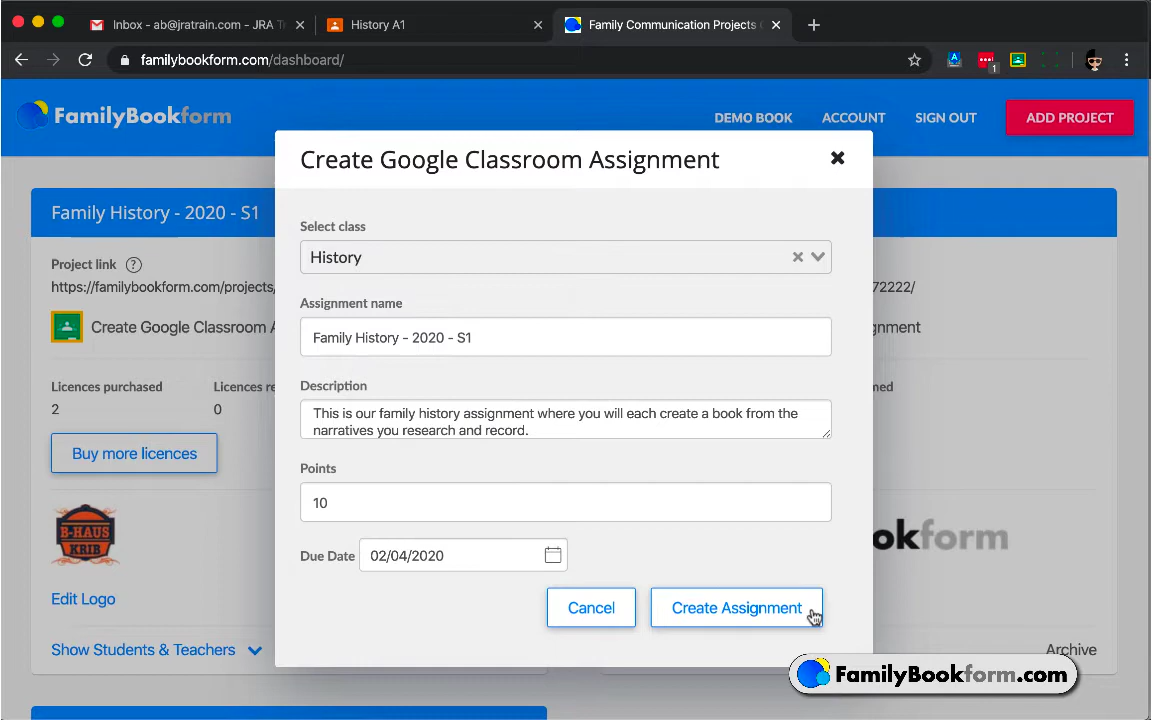 Inbox - ab@jratrain.com - JRA T
History A1
Family Communication Projects
familybookform.com/dashboard/
1
FamilyBookform
DEMO BOOK
ACCOUNT
SIGN OUT
ADD PROJECT
Create Google Classroom Assignment
Family History - 2020 - S1
Select class
History
Project link
?
https://familybookform.com/projects,
72222/
Assignment name
Family History - 2020 - S1
Create Google Classroom A
gnment
Description
This is our family history assignment where you will each create a book from the
narratives you research and record.
Licences purchased
Licences re
med
2
0
Buy more licences
Points
10
B-HAUS
KRIB
ookform
Due Date
02/04/2020
Edit Logo
Cancel
Create Assignment
Show Students & Teachers
Archive
FamilyBookform.com